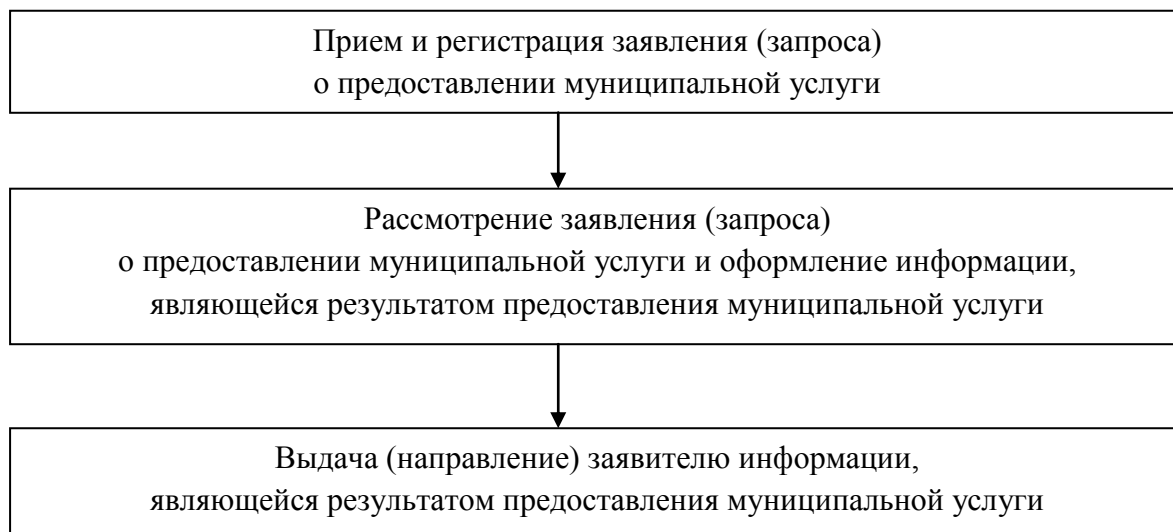 Прием и регистрация заявления (запроса)
о предоставлении муниципальной услуги
Рассмотрение заявления (запроса)
о предоставлении муниципальной услуги и оформление информации,
являющейся результатом предоставления муниципальной услуги
Выдача (направление) заявителю информации,
являющейся результатом предоставления муниципальной услуги